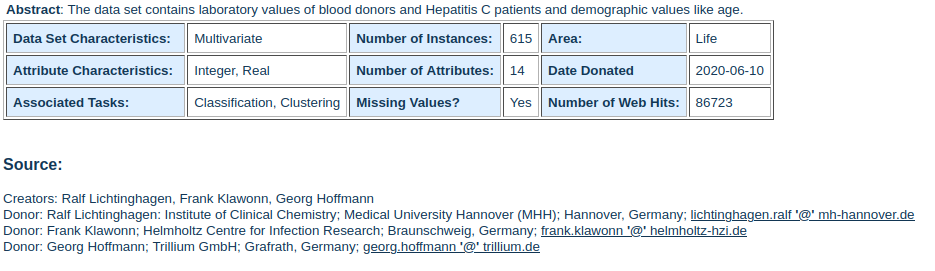 Abstract: The data set contains laboratory values of blood donors and Hepatitis C patients and demographic values like age.
Data Set Characteristics: Multivariate Number of Instances: 615 Area: Life
Attribute Characteristics: Integer, Real Number of Attributes: 14 Date Donated 2020-06-10
Associated Tasks: Classification, Clustering Missing Values? Yes Number of Web Hits: 86723
Source:
Creators: Ralf Lichtinghagen, Frank Klawonn, Georg Hoffmann
Donor: Ralf Lichtinghagen: Institute of Clinical Chemistry; Medical University Hannover (MHH); Hannover, Germany; lichtinghagen.ralf '@' mh-hannover.de
Donor: Frank Klawonn; Helmholtz Centre for Infection Research; Braunschweig, Germany; frank.klawonn '@' helmholtz-hzi.de
Donor: Georg Hoffmann; Trillium GmbH; Grafrath, Germany; georg.hoffmann '@' trillium.de